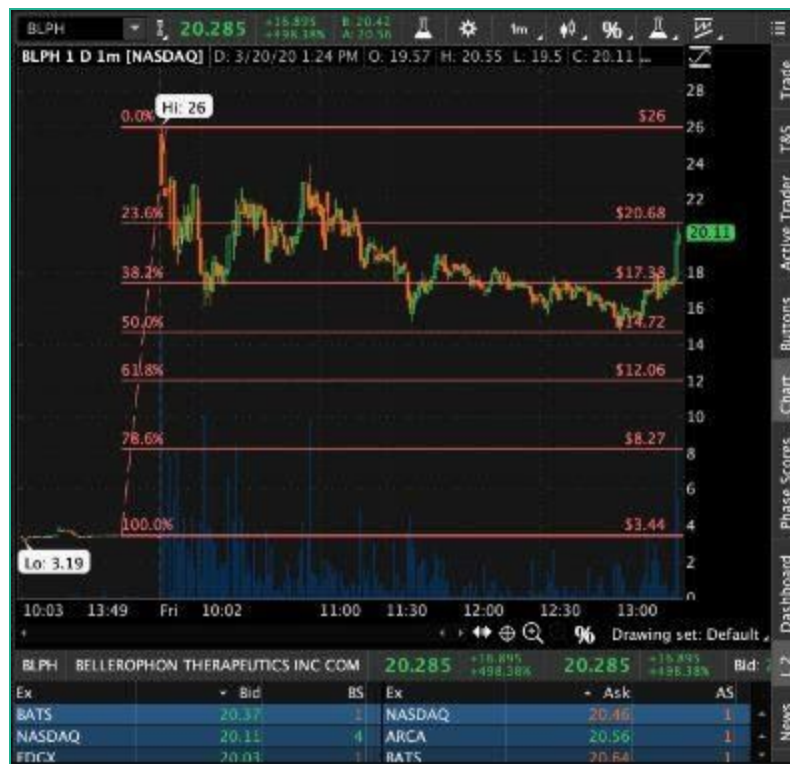 BLPH 20.285 +16.895 +498.38% B: 20.42 A: 20.56 1m %
BLPH 1 D 1m [NASDAQ] D: 3/20/20 1:24 PM O: 19.57 H: 20.55 L: 19.5 C: 20.11 ...
28
Hi: 26
0.0% $26 26
24
22
23.6% $20.68
20.11
38.2% $17.38 18
16
50.0% $14.72
14
61.8% $12.06 12
10
78.6% $8.27 8
6
100.0% $3.44 4
Lo: 3.19 2
0
10:03 13:49 Fri 10:02 11:00 11:30 12:00 12:30 13:00
% Drawing set: Default
BLPH BELLEROPHON THERAPEUTICS INC COM 20.285 +16.895 +498.38% 20.285 +16.895 +498.38% Bid:
Ex Bid BS Ex Ask AS
BATS 20.37 1 NASDAQ 20.46 1
NASDAQ 20.11 4 ARCA 20.56 1
EDGX 20.03 1 BATS 20.64 1
Trade
T&S
Active Trader
Buttons
Chart
Phase Scores
Dashboard
L 2
News